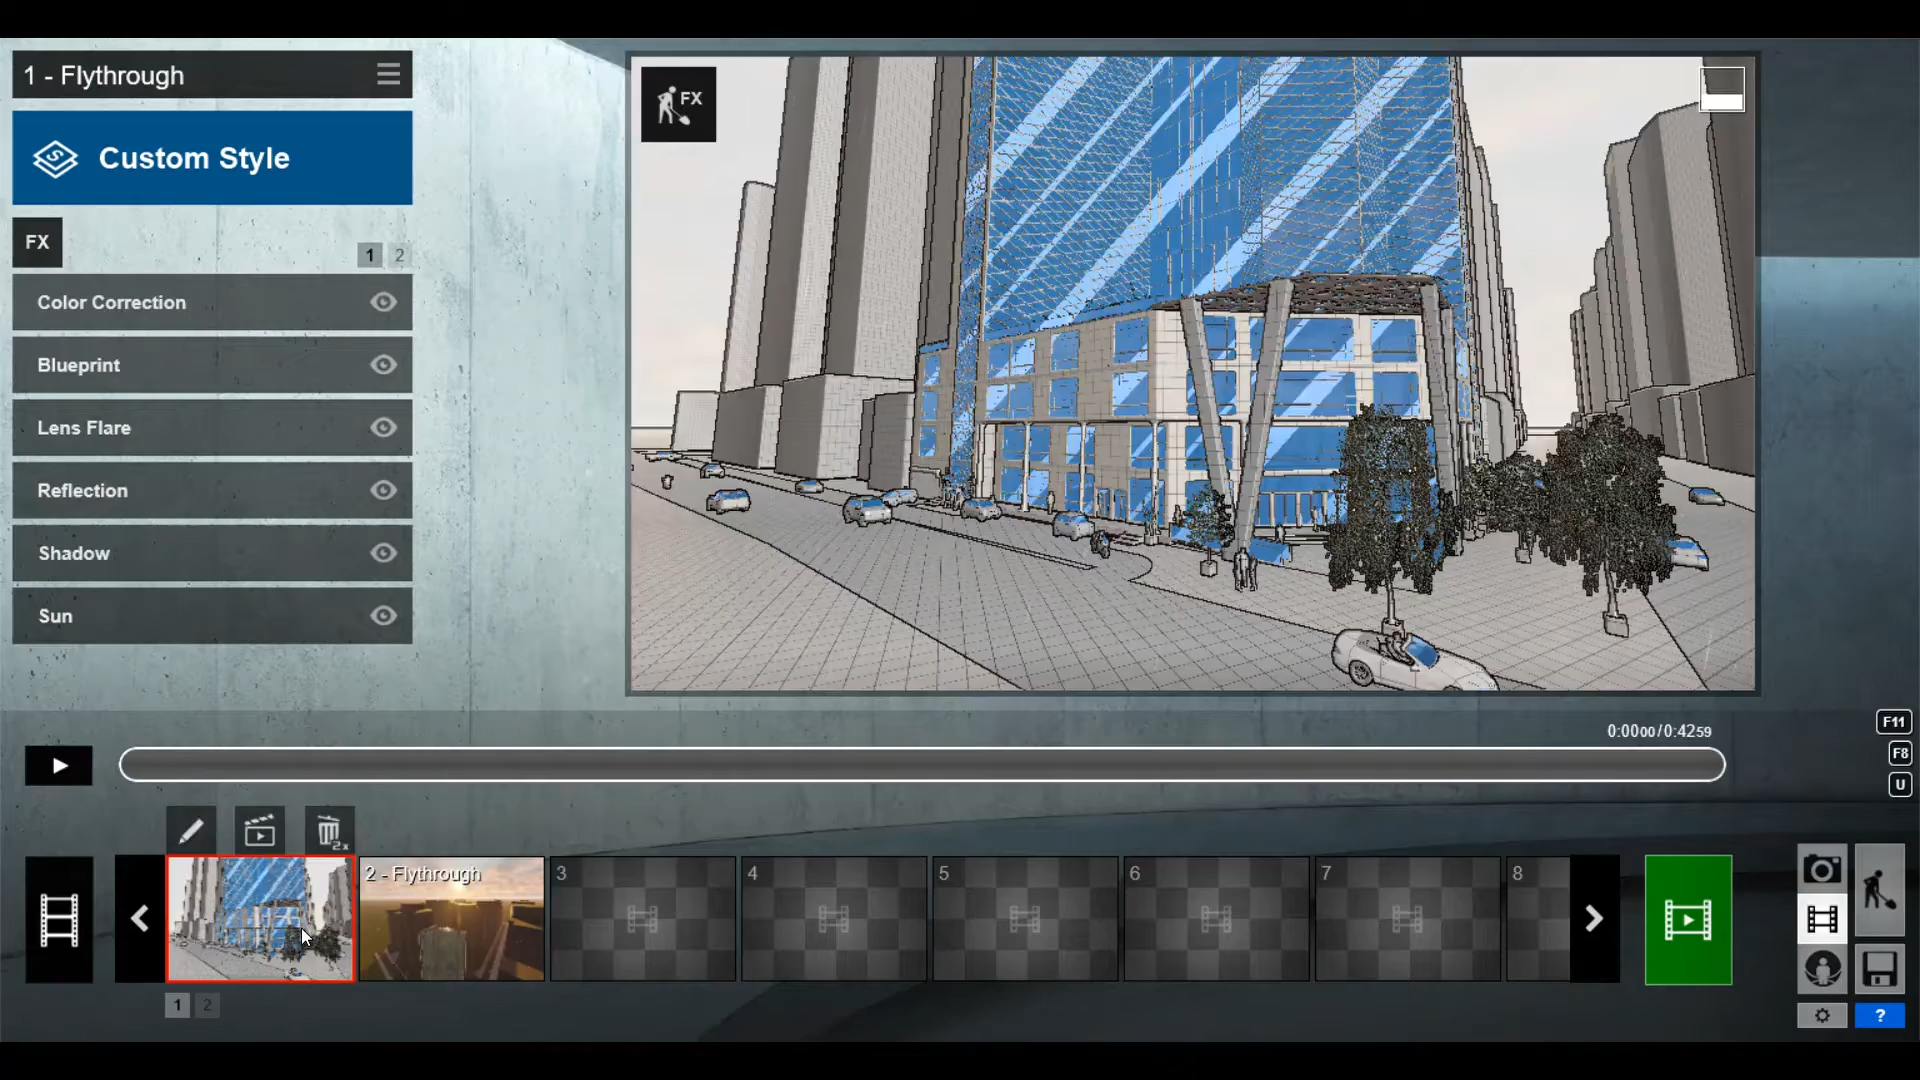 1 - Flythrough
Custom Style
FX
1 2
Color Correction
Blueprint
Lens Flare
Reflection
Shadow
Sun
FX
0:0000/0:4259
F11
F8
U
2x
2 - Flythrough
3
4
5
6
7
8
1 2
?